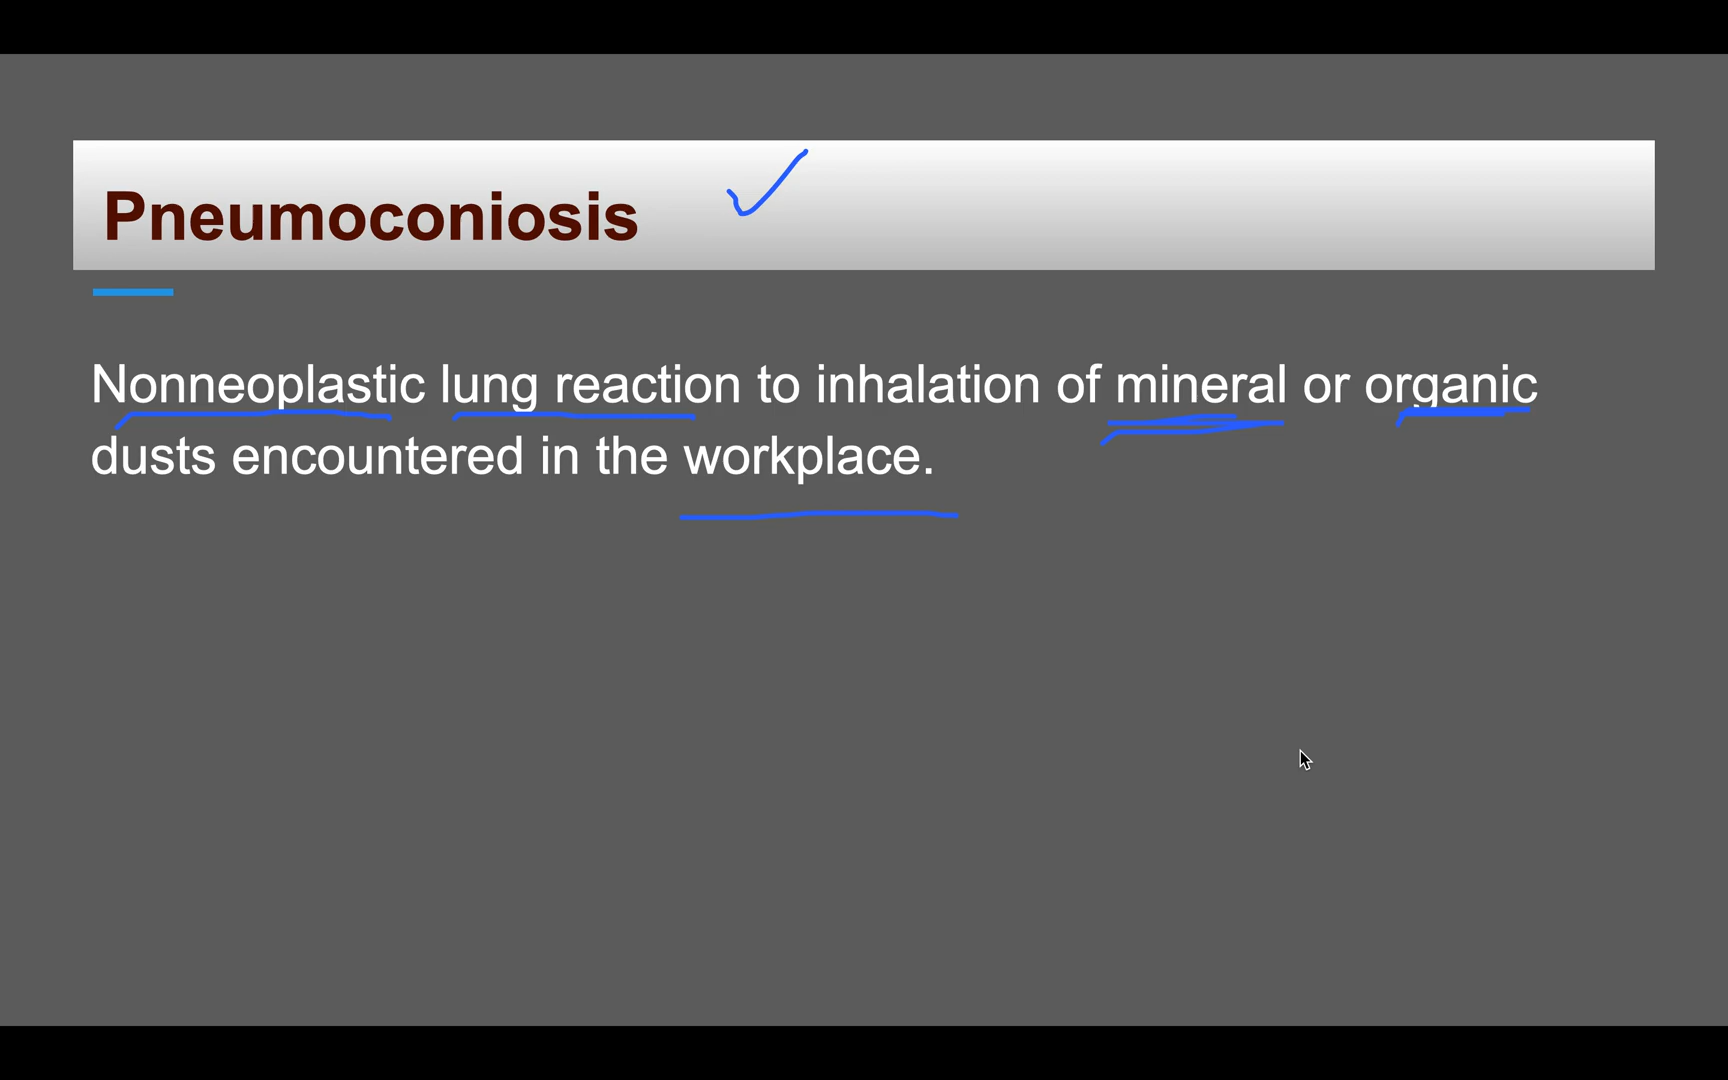 Pneumoconiosis
Nonneoplastic lung reaction to inhalation of mineral or organic
dusts encountered in the workplace.